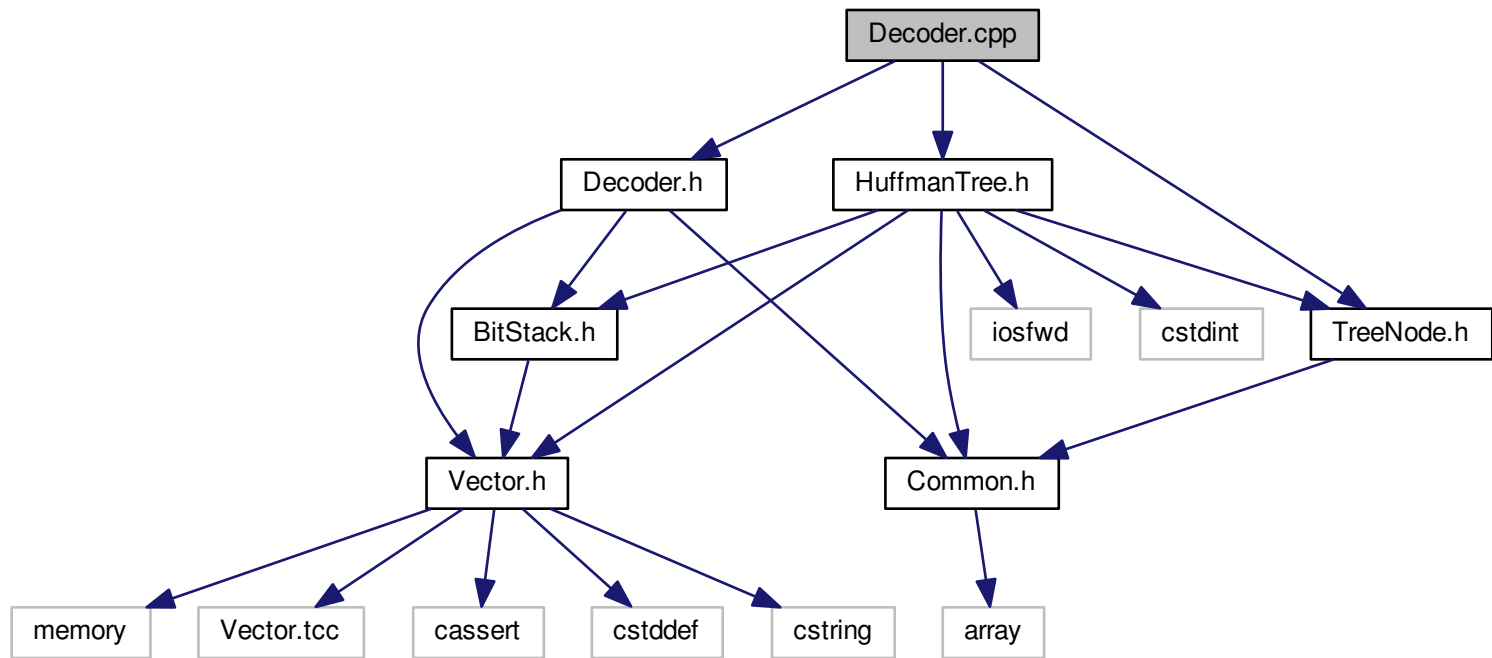 Decoder.cpp
Decoder.h
HuffmanTree.h
BitStack.h
iosfwd
cstdint
TreeNode.h
Vector.h
Common.h
memory
Vector.tcc
cassert
cstddef
cstring
array